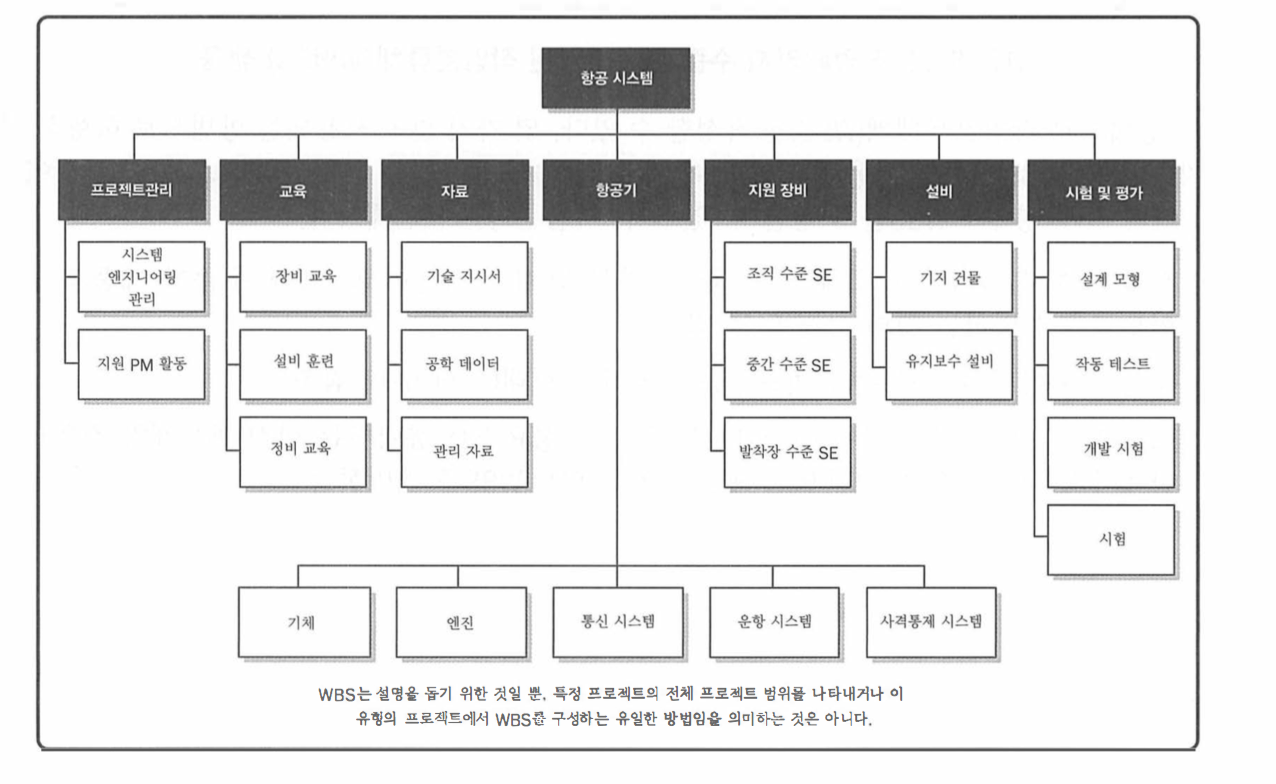 항공 시스템
프로젝트관리
교육
자료
항공기
지원 장비
설비
시험 및 평가
시스템
엔지니어링
관리
장비 교육
기술 지시서
조직 수준 SE
기지 건물
설계 모형
지원 PM 활동
설비 훈련
공학 데이터
중간 수준 SE
유지보수 설비
작동 테스트
정비 교육
관리 자료
발착장 수준 SE
개발 시험
시험
기체
엔진
통신 시스템
운항 시스템
사격통제 시스템
WBS는 설명을 돕기 위한 것일 뿐, 특정 프로젝트의 전체 프로젝트 범위를 나타내거나 이
유형의 프로젝트에서 WBS를 구성하는 유일한 방법임을 의미하는 것은 아니다.